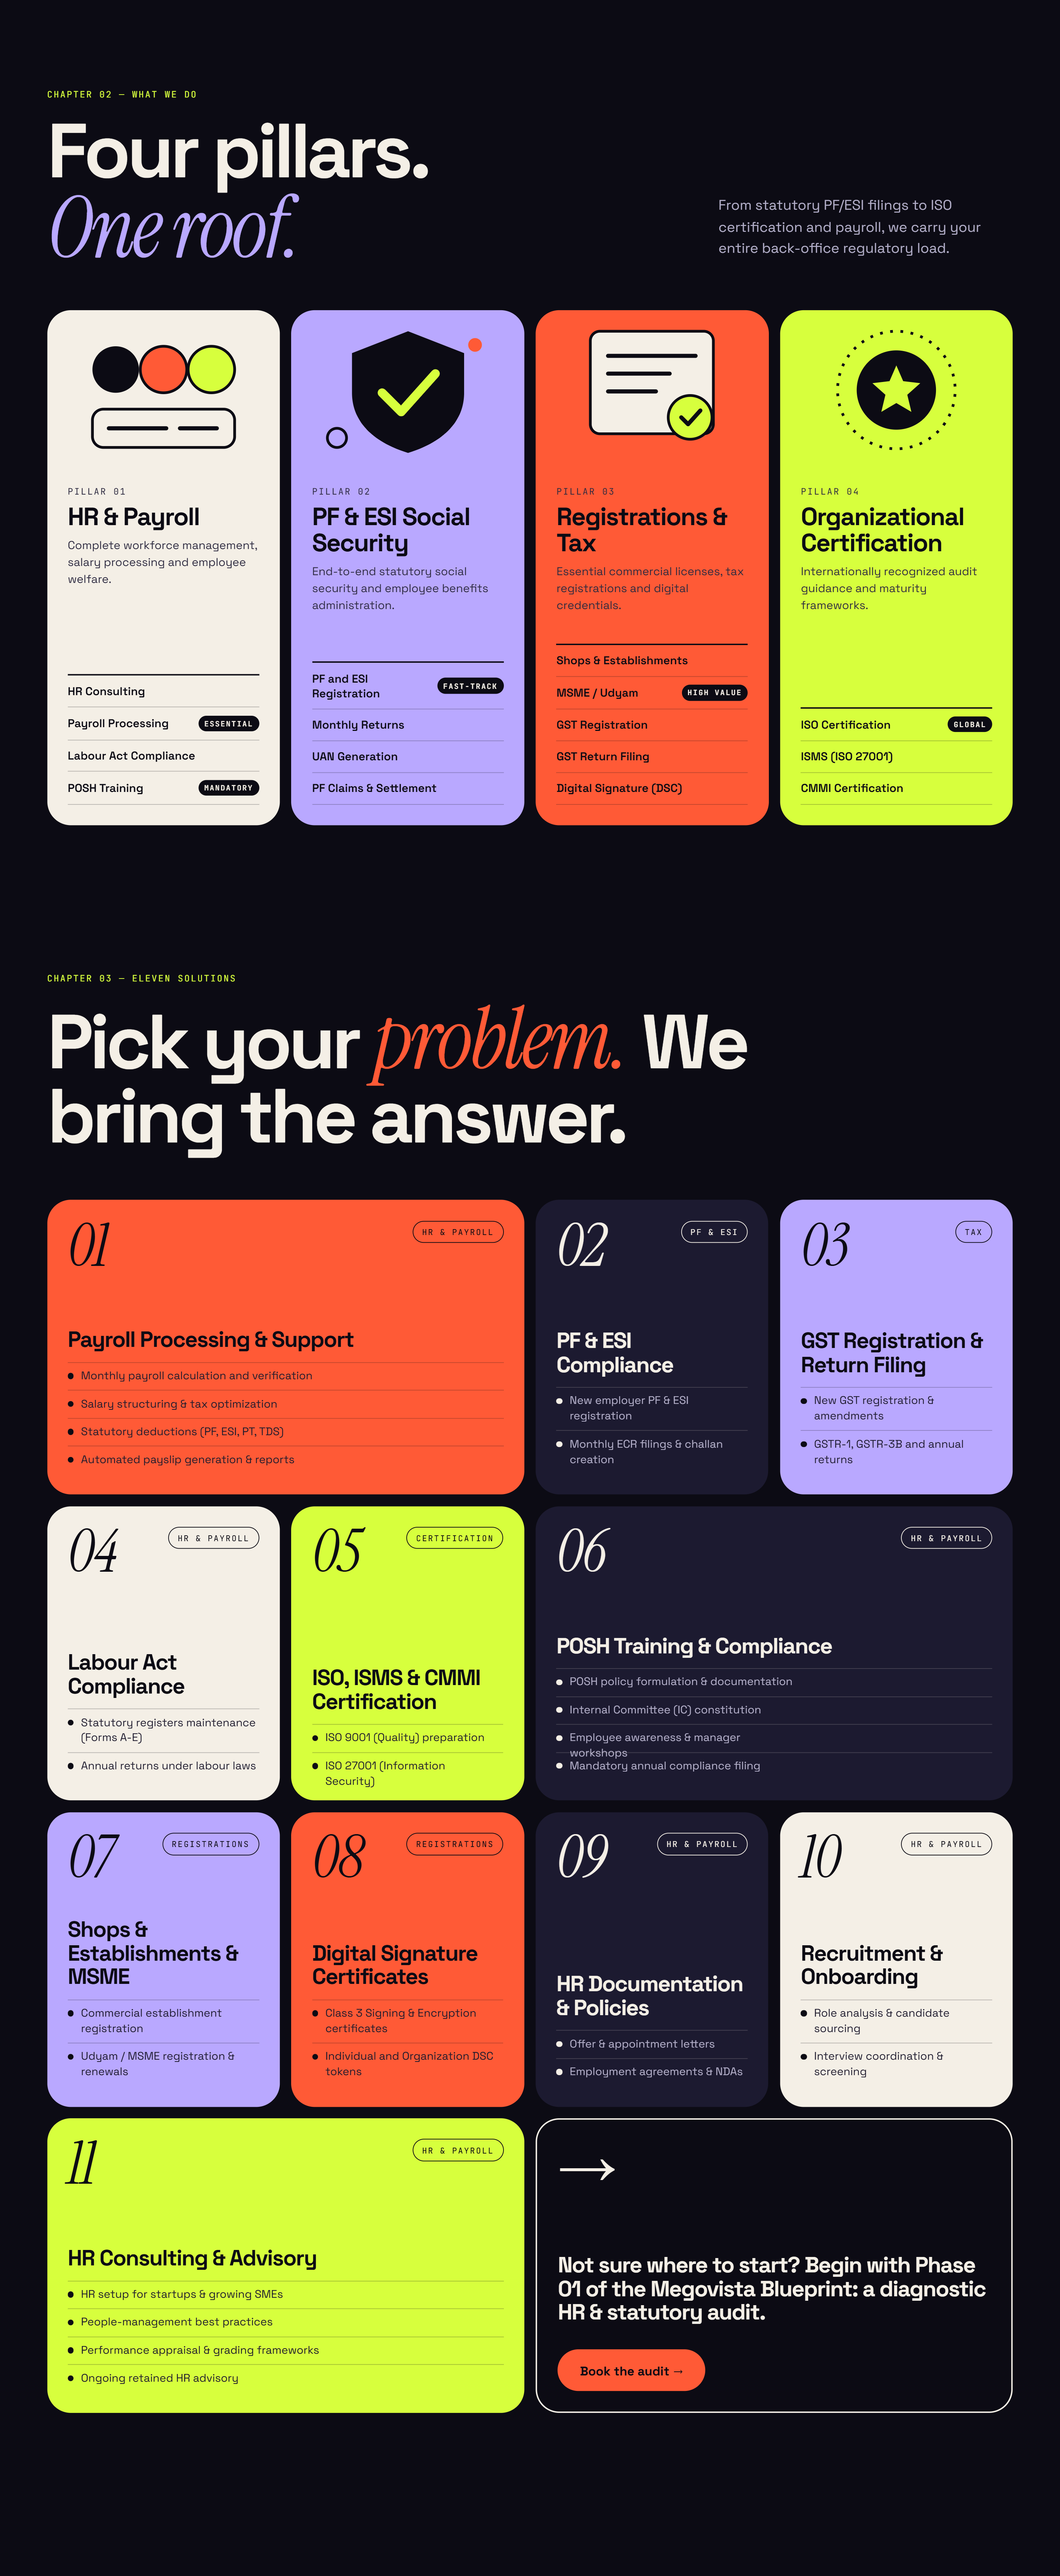 CHAPTER 02 — WHAT WE DO
Four pillars.
One roof.
From statutory PF/ESI filings to ISO
certification and payroll, we carry your
entire back-office regulatory load.
PILLAR 01
HR & Payroll
Complete workforce management,
salary processing and employee
welfare.
HR Consulting
Payroll Processing ESSENTIAL
Labour Act Compliance
POSH Training MANDATORY
PILLAR 02
PF & ESI Social
Security
End-to-end statutory social
security and employee benefits
administration.
PF and ESI
Registration FAST-TRACK
Monthly Returns
UAN Generation
PF Claims & Settlement
PILLAR 03
Registrations &
Tax
Essential commercial licenses, tax
registrations and digital
credentials.
Shops & Establishments
MSME / Udyam HIGH VALUE
GST Registration
GST Return Filing
Digital Signature (DSC)
PILLAR 04
Organizational
Certification
Internationally recognized audit
guidance and maturity
frameworks.
ISO Certification GLOBAL
ISMS (ISO 27001)
CMMI Certification
CHAPTER 03 — ELEVEN SOLUTIONS
Pick your problem. We
bring the answer.
01 HR & PAYROLL
Payroll Processing & Support
Monthly payroll calculation and verification
Salary structuring & tax optimization
Statutory deductions (PF, ESI, PT, TDS)
Automated payslip generation & reports
02 PF & ESI
PF & ESI
Compliance
New employer PF & ESI
registration
Monthly ECR filings & challan
creation
03 TAX
GST Registration &
Return Filing
New GST registration &
amendments
GSTR-1, GSTR-3B and annual
returns
04 HR & PAYROLL
Labour Act
Compliance
Statutory registers maintenance
(Forms A-E)
Annual returns under labour laws
05 CERTIFICATION
ISO, ISMS & CMMI
Certification
ISO 9001 (Quality) preparation
ISO 27001 (Information
Security)
06 HR & PAYROLL
POSH Training & Compliance
POSH policy formulation & documentation
Internal Committee (IC) constitution
Employee awareness & manager
workshops
Mandatory annual compliance filing
07 REGISTRATIONS
Shops &
Establishments &
MSME
Commercial establishment
registration
Udyam / MSME registration &
renewals
08 REGISTRATIONS
Digital Signature
Certificates
Class 3 Signing & Encryption
certificates
Individual and Organization DSC
tokens
09 HR & PAYROLL
HR Documentation
& Policies
Offer & appointment letters
Employment agreements & NDAs
10 HR & PAYROLL
Recruitment &
Onboarding
Role analysis & candidate
sourcing
Interview coordination &
screening
11 HR & PAYROLL
HR Consulting & Advisory
HR setup for startups & growing SMEs
People-management best practices
Performance appraisal & grading frameworks
Ongoing retained HR advisory
→
Not sure where to start? Begin with Phase
01 of the Megovista Blueprint: a diagnostic
HR & statutory audit.
Book the audit →